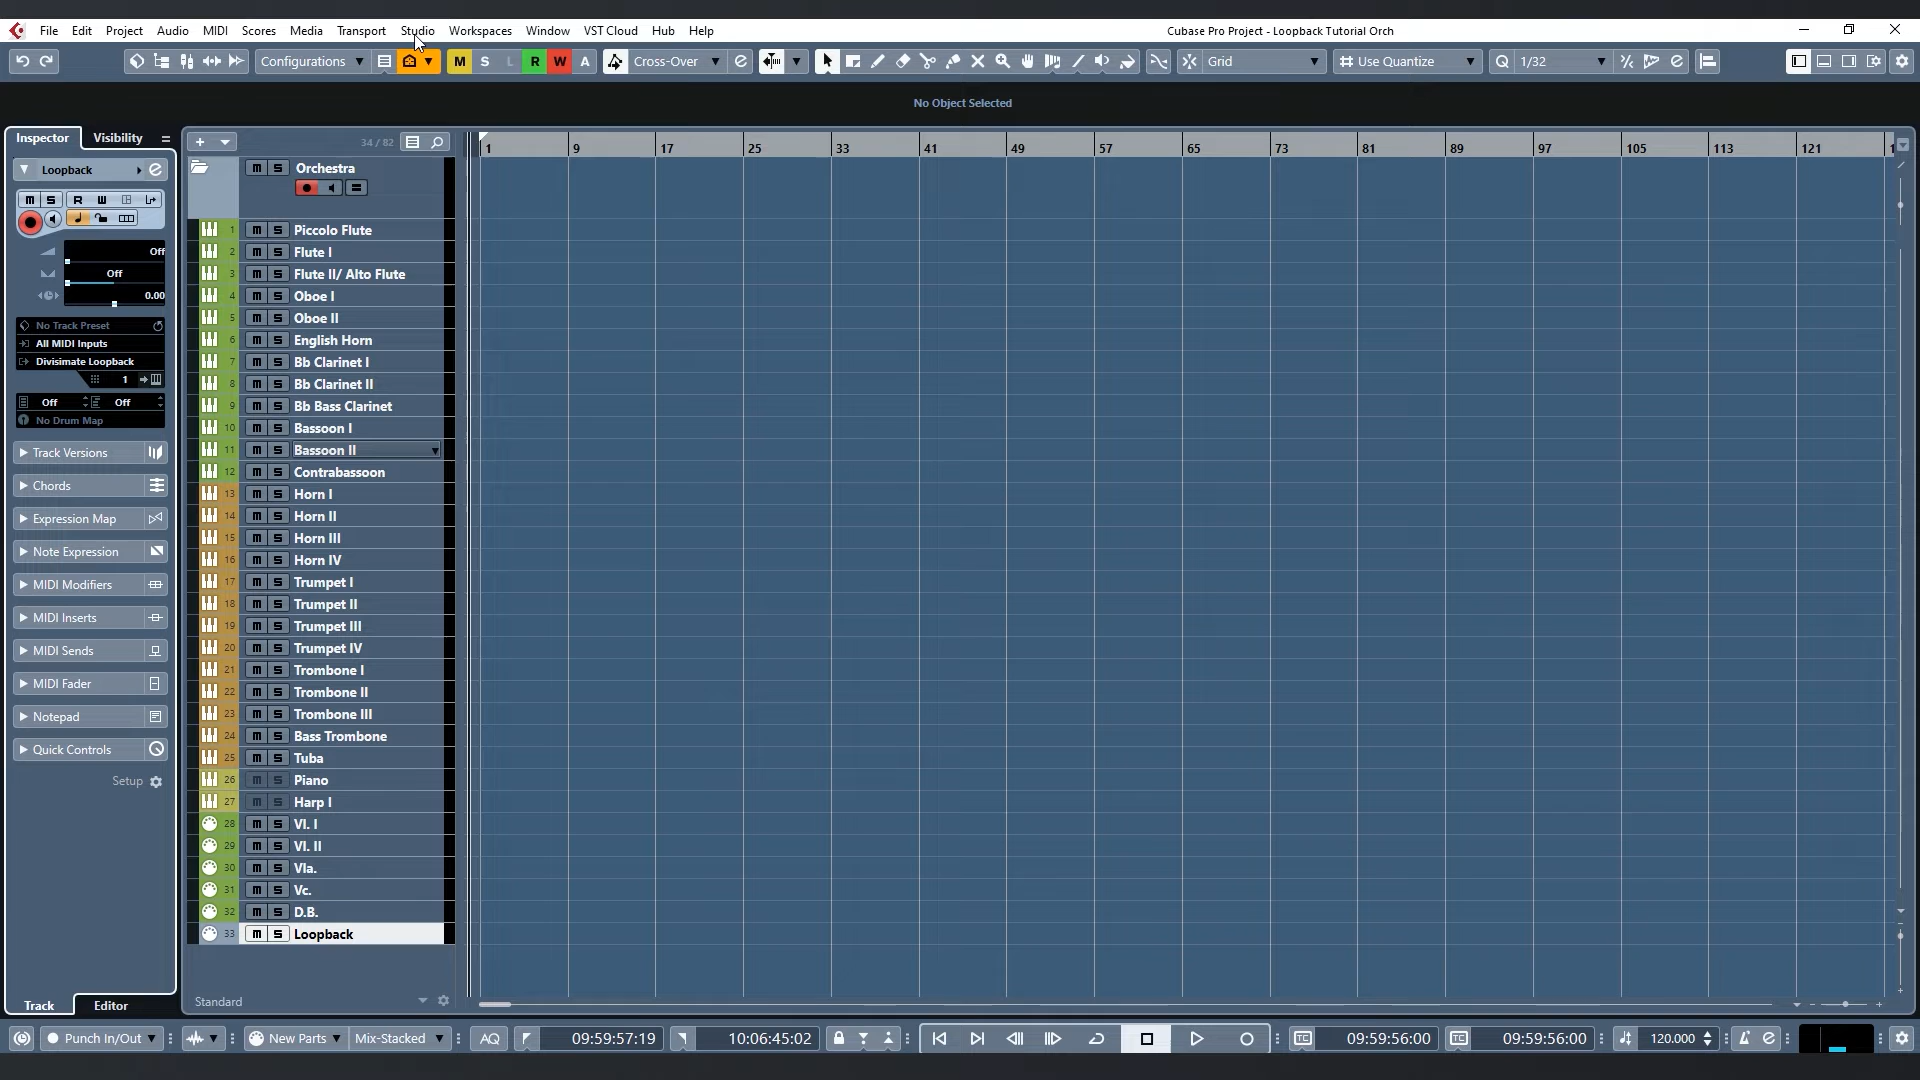 File Edit Project Audio MIDI Scores Media Transport Studio Workspaces Window VST Cloud Hub Help
Cubase Pro Project - Loopback Tutorial Orch
Configurations M S L R W A Cross-Over Grid Use Quantize Q 1/32
No Object Selected
Inspector Visibility
34 / 82
1 9 17 25 33 41 49 57 65 73 81 89 97 105 113 121 1
Loopback
m S R W
Off
Off
0.00
No Track Preset
All MIDI Inputs
Divisimate Loopback
1
Off Off
No Drum Map
Track Versions
Chords
Expression Map
Note Expression
MIDI Modifiers
MIDI Inserts
MIDI Sends
MIDI Fader
Notepad
Quick Controls
Setup
Track Editor
m S Orchestra
1 m S Piccolo Flute
2 m S Flute I
3 m S Flute II/ Alto Flute
4 m S Oboe I
5 m S Oboe II
6 m S English Horn
7 m S Bb Clarinet I
8 m S Bb Clarinet II
9 m S Bb Bass Clarinet
10 m S Bassoon I
11 m S Bassoon II
12 m S Contrabassoon
13 m S Horn I
14 m S Horn II
15 m S Horn III
16 m S Horn IV
17 m S Trumpet I
18 m S Trumpet II
19 m S Trumpet III
20 m S Trumpet IV
21 m S Trombone I
22 m S Trombone II
23 m S Trombone III
24 m S Bass Trombone
25 m S Tuba
26 m S Piano
27 m S Harp I
28 m S Vl. I
29 m S Vl. II
30 m S Vla.
31 m S Vc.
32 m S D.B.
33 m S Loopback
Standard
Punch In/Out New Parts Mix-Stacked AQ 09:59:57:19 10:06:45:02 TC 09:59:56:00 TC 09:59:56:00 120.000